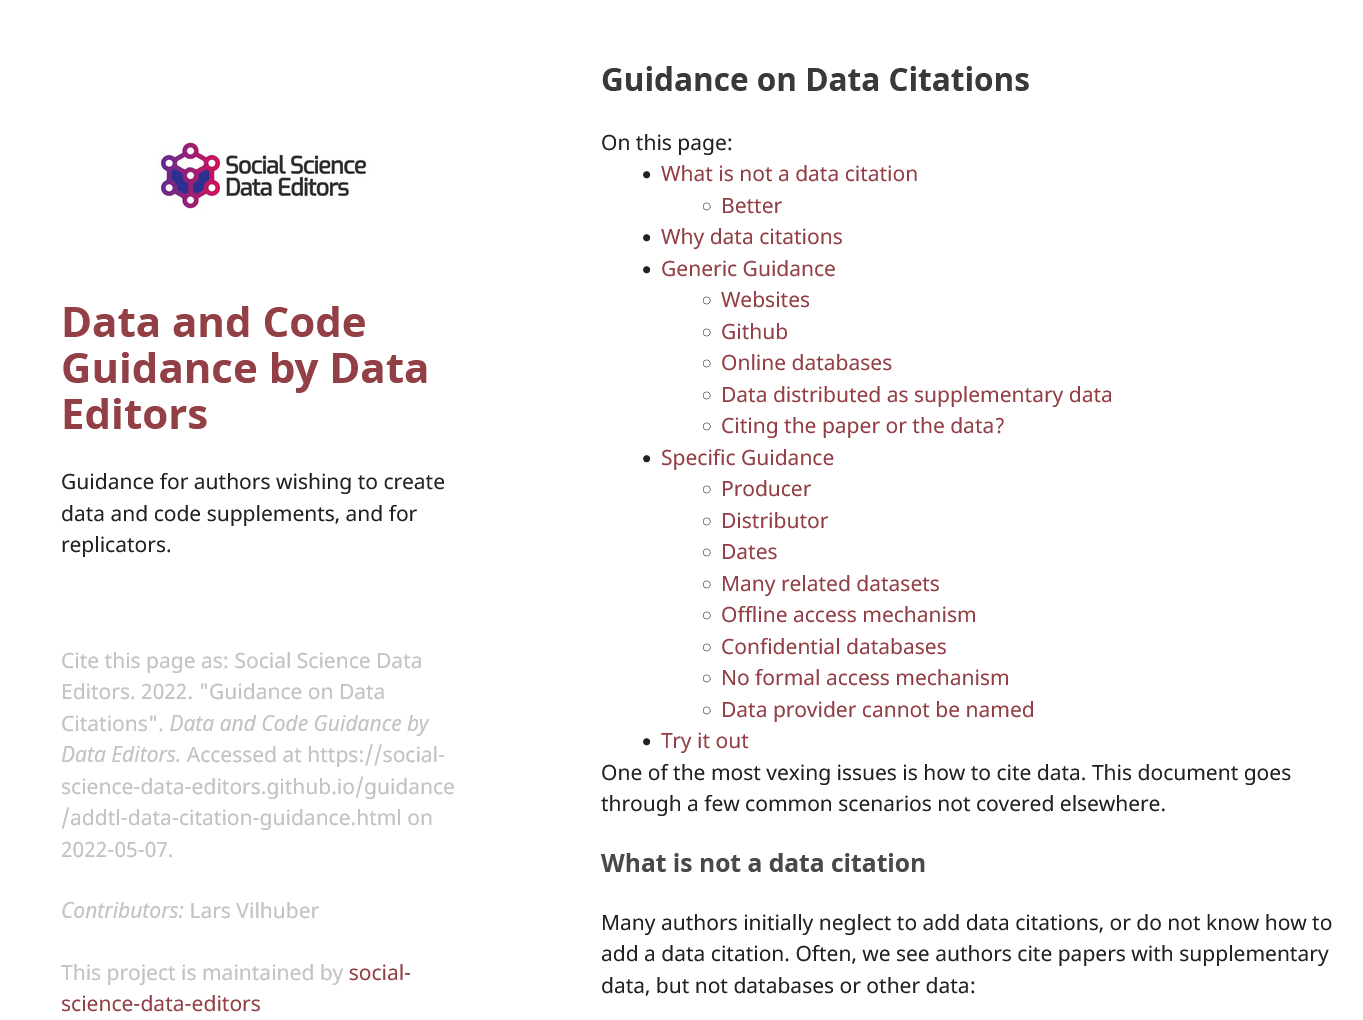 Social Science
Data Editors
Data and Code
Guidance by Data
Editors
Guidance for authors wishing to create
data and code supplements, and for
replicators.
Cite this page as: Social Science Data
Editors. 2022. "Guidance on Data
Citations". Data and Code Guidance by
Data Editors. Accessed at https://social-
science-data-editors.github.io/guidance
/addtl-data-citation-guidance.html on
2022-05-07.
Contributors: Lars Vilhuber
This project is maintained by social-
science-data-editors
Guidance on Data Citations
On this page:
What is not a data citation
Better
Why data citations
Generic Guidance
Websites
Github
Online databases
Data distributed as supplementary data
Citing the paper or the data?
Specific Guidance
Producer
Distributor
Dates
Many related datasets
Offline access mechanism
Confidential databases
No formal access mechanism
Data provider cannot be named
Try it out
One of the most vexing issues is how to cite data. This document goes
through a few common scenarios not covered elsewhere.
What is not a data citation
Many authors initially neglect to add data citations, or do not know how to
add a data citation. Often, we see authors cite papers with supplementary
data, but not databases or other data: